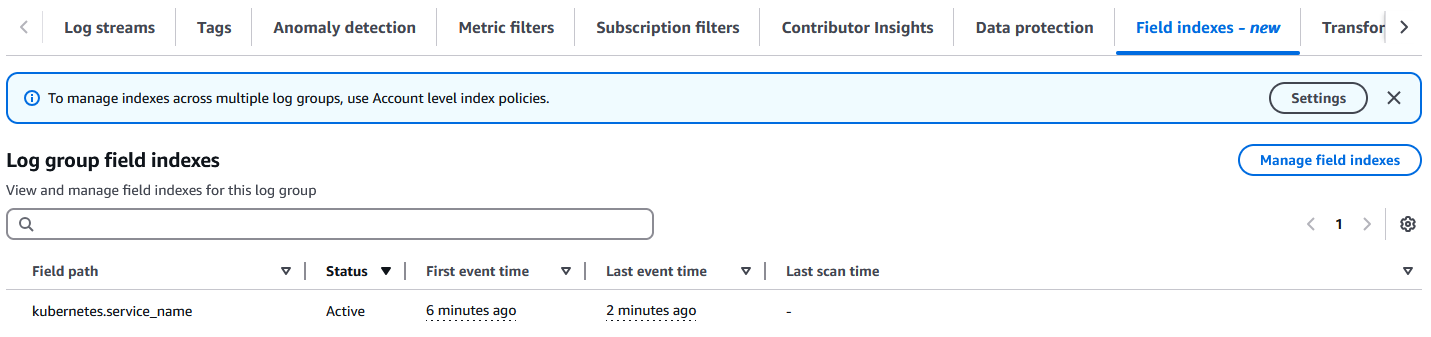 Log streams Tags Anomaly detection Metric filters Subscription filters Contributor Insights Data protection Field indexes - new Transfor
To manage indexes across multiple log groups, use Account level index policies. Settings
Log group field indexes Manage field indexes
View and manage field indexes for this log group
1
Field path Status First event time Last event time Last scan time
kubernetes.service_name Active 6 minutes ago 2 minutes ago -